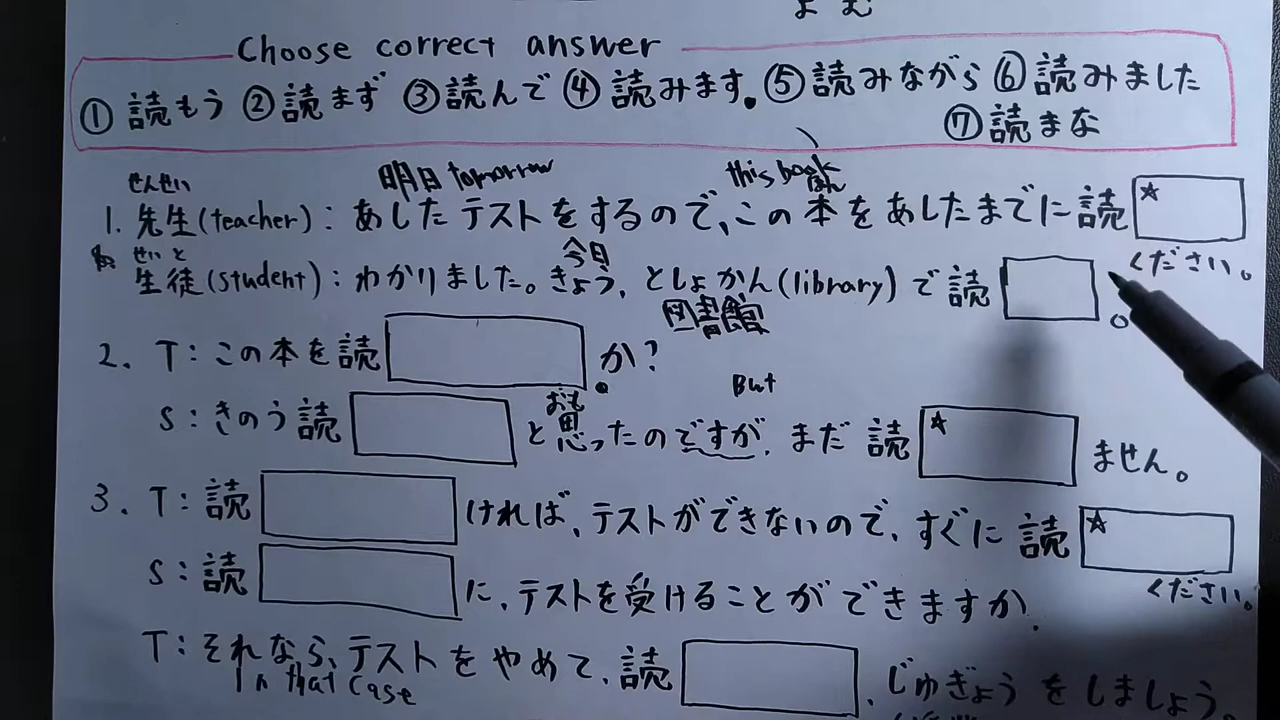 よむ
Choose correct answer
① 読もう ② 読まず ③ 読んで ④ 読みます。 ⑤ 読みながら ⑥ 読みました
⑦ 読まな
せんせい 明日 tomorrow this book ほん
1. 先生(teacher): あしたテストをするので、この本をあしたまでに読 ☆
ください。
せいと 今日
生徒(student): わかりました。きょう、としょかん(library)で読 。
図書館
2. T: この本を読 か?
おも But
S: きのう読 と思ったのですが、まだ読 ☆ ません。
3. T: 読 ければ、テストができないので、すぐに読 ☆
ください。
S: 読 に、テストを受けることができますか.
T: それなら、テストをやめて、読 、じゅぎょうをしましょう。
In that case